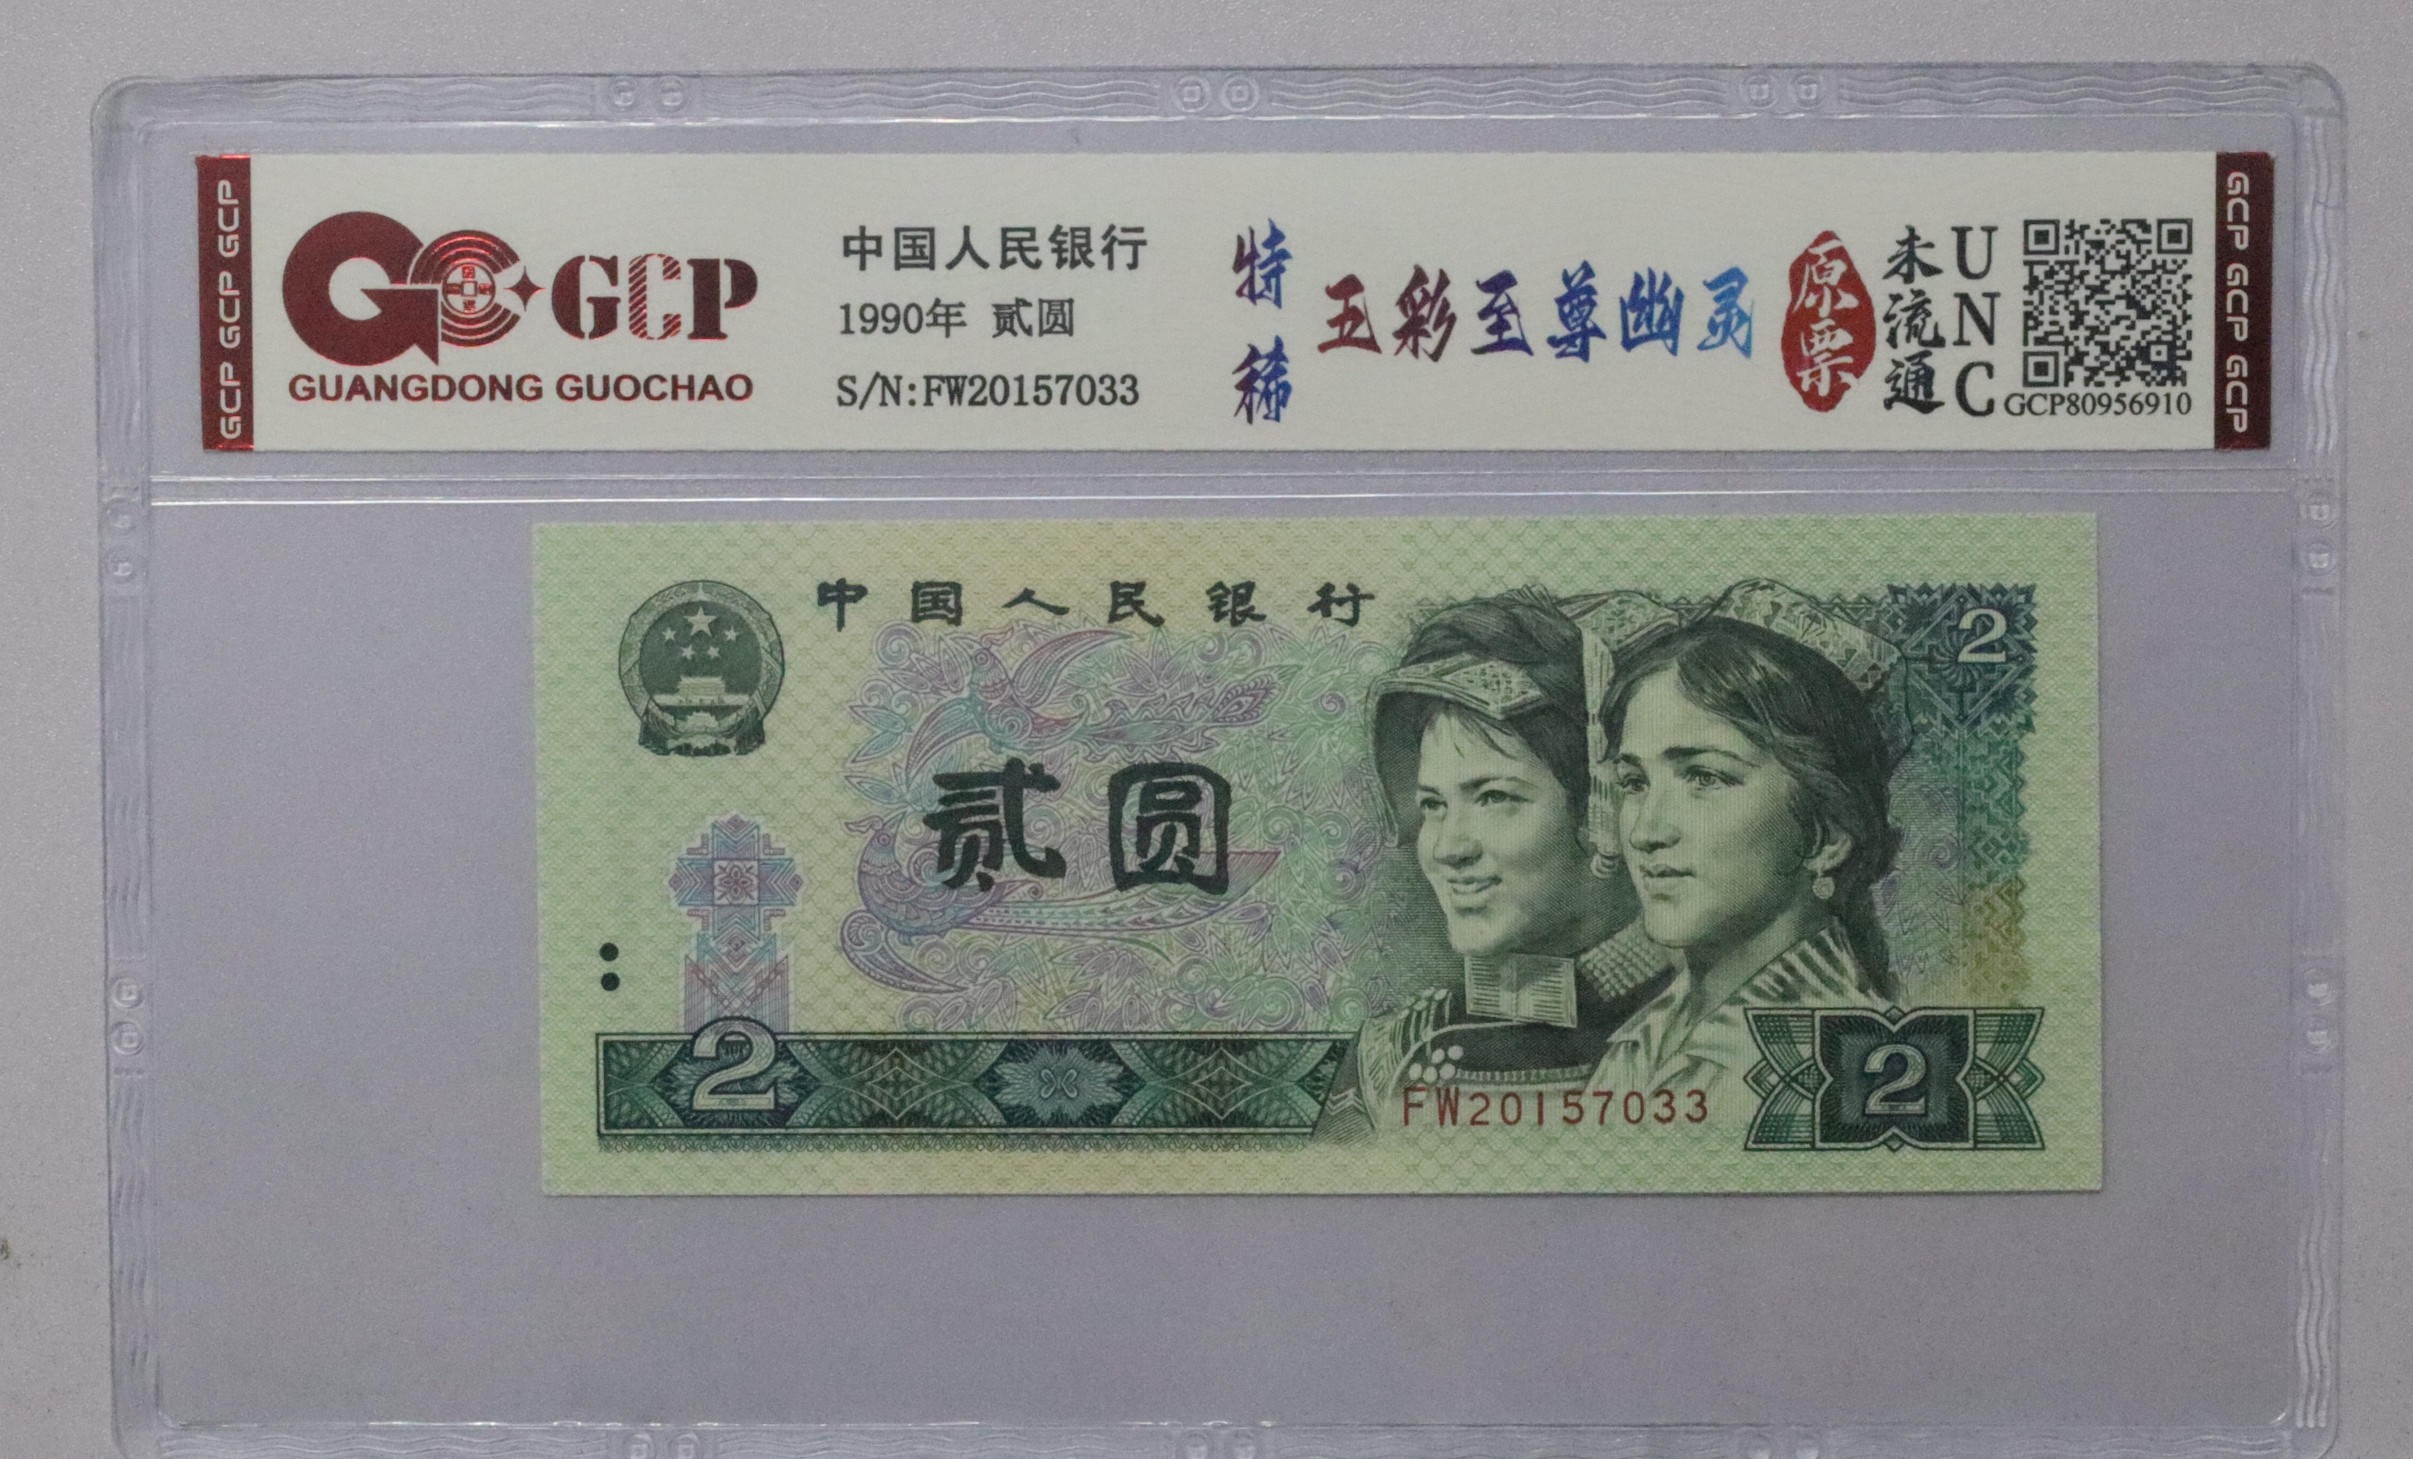 GCP GCP GCP
GCP
GUANGDONG GUOCHAO
中国人民银行
1990年 贰圆
S/N:FW20157033
特稀
五彩至尊幽灵
原票
未流通
UNC
GCP80956910
GCP GCP GCP
中国人民银行
2
贰圆
2
FW20157033
2